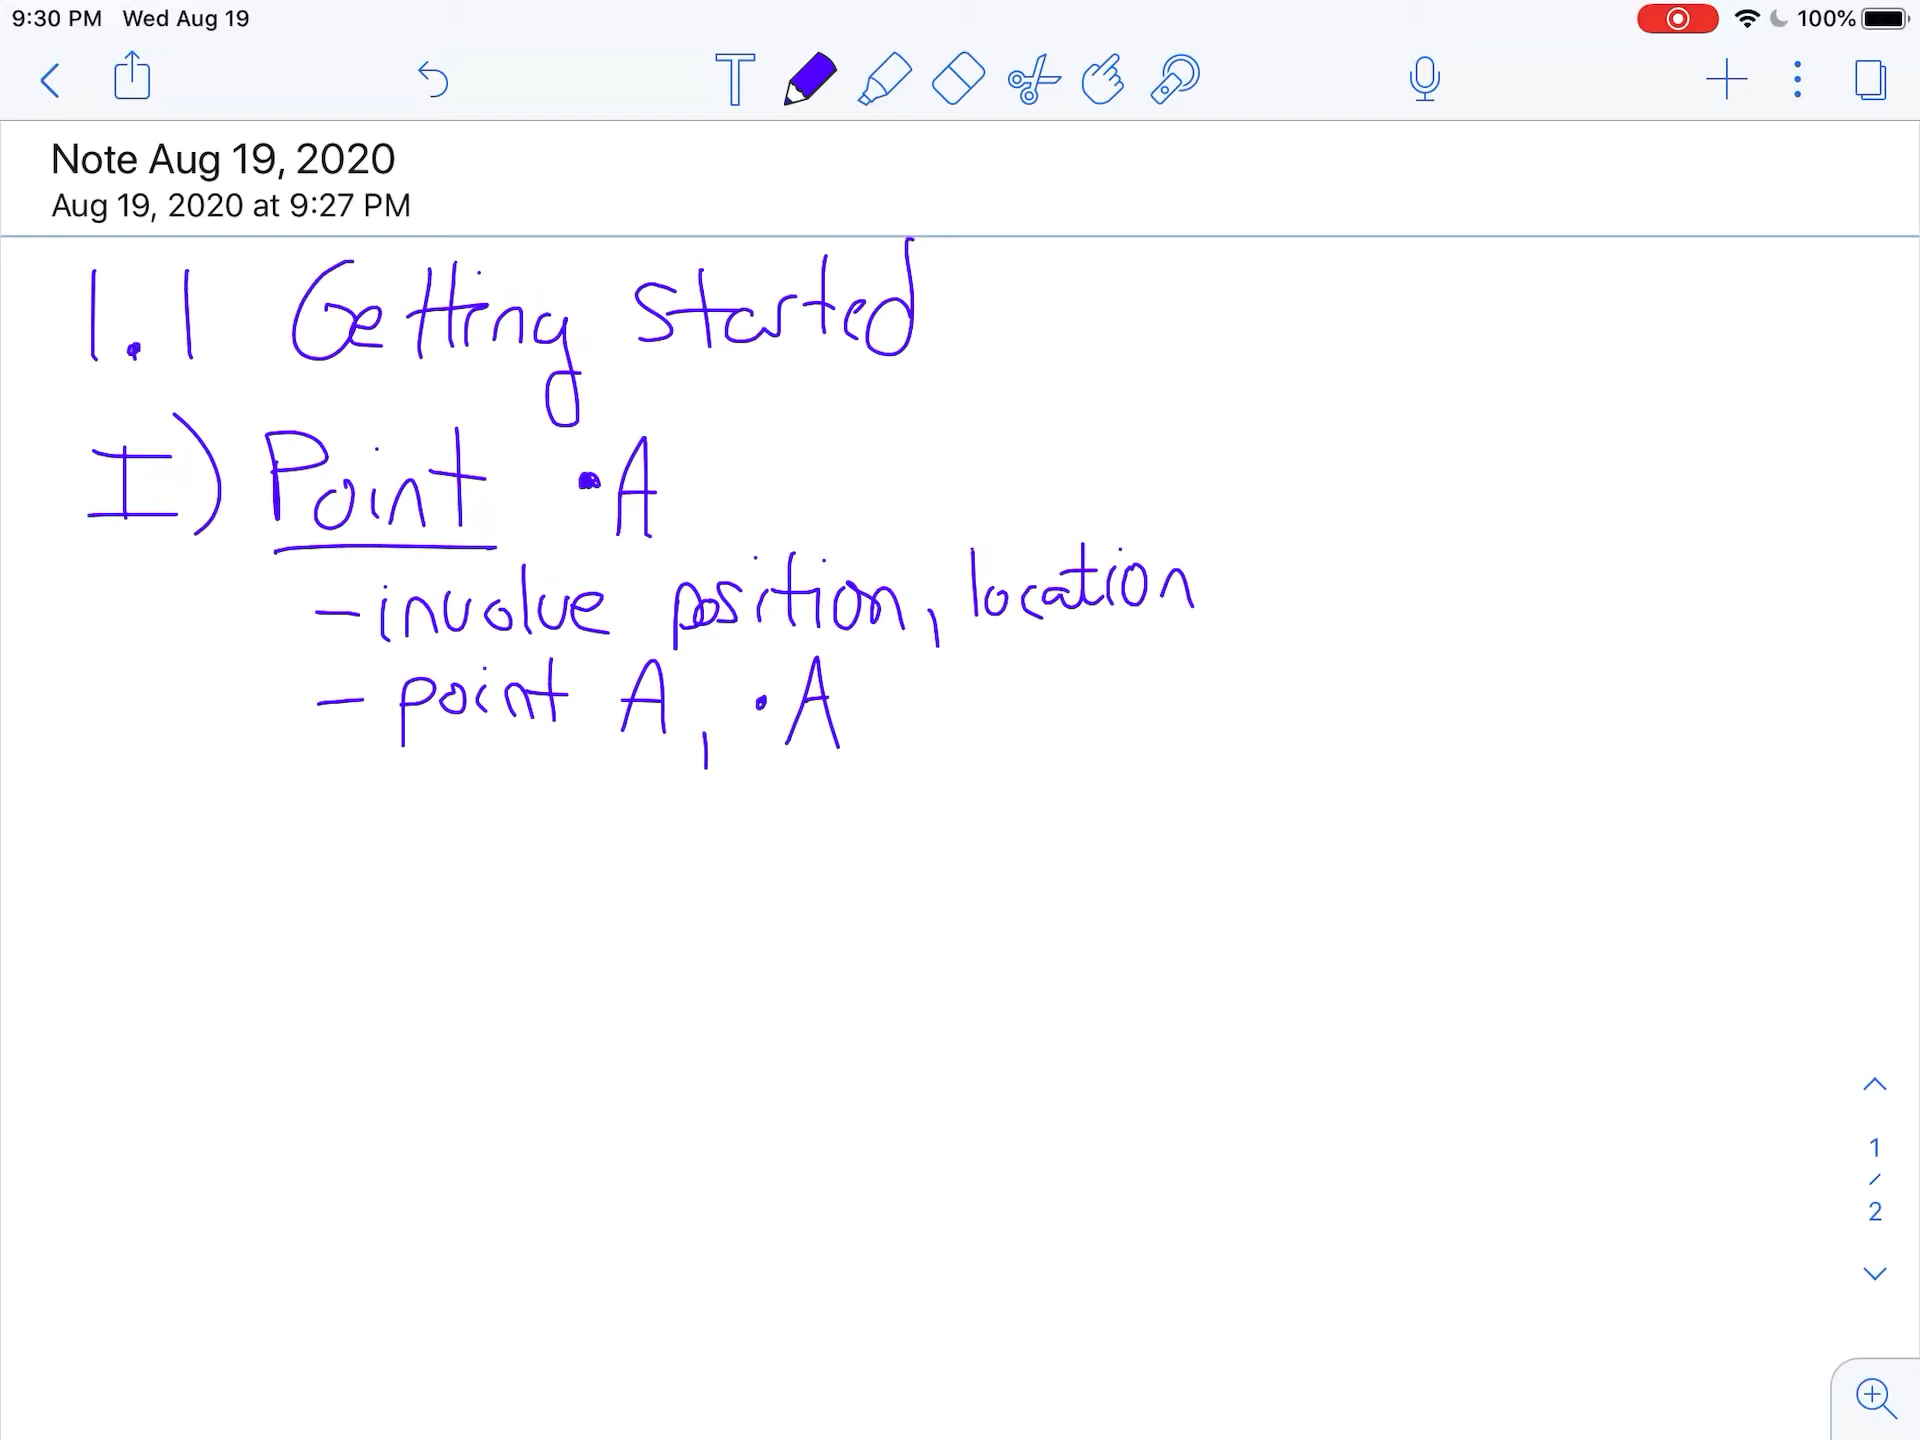 9:30 PM Wed Aug 19 100%
T
Note Aug 19, 2020
Aug 19, 2020 at 9:27 PM
1.1 Getting started
I) Point • A
- involve position, location
- point A, • A
1
/
2